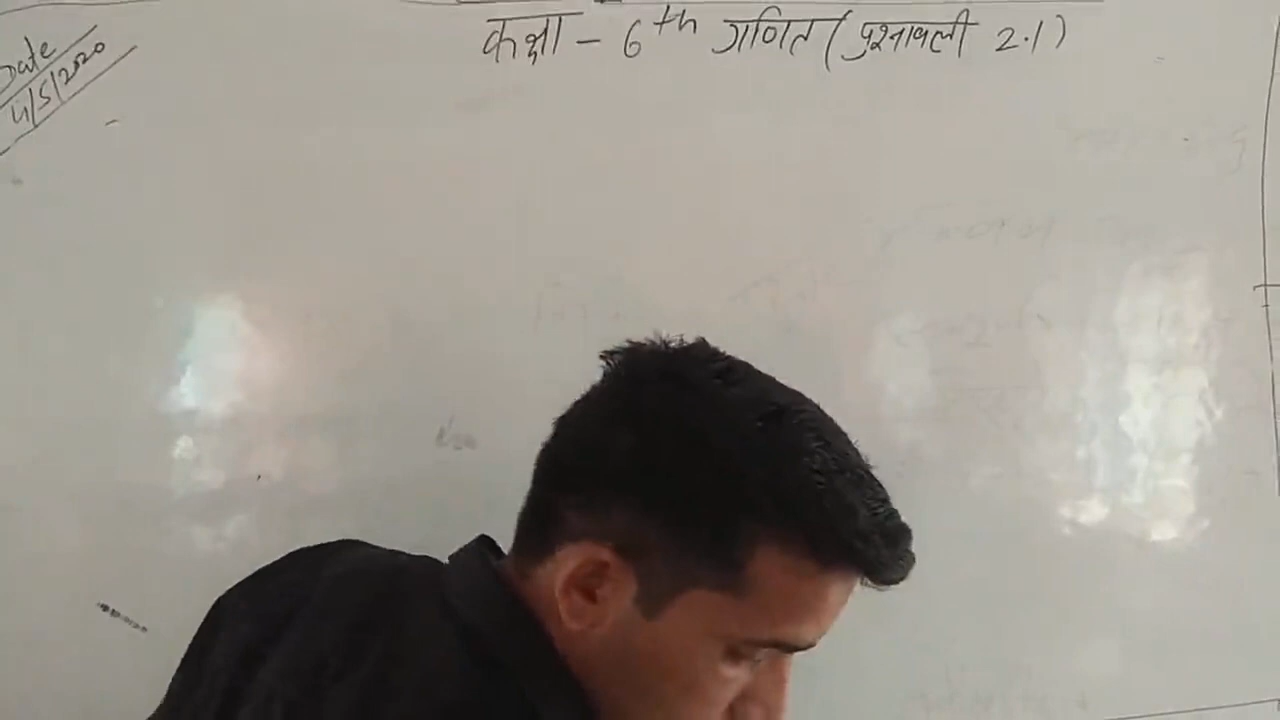 कक्षा - 6th गणित (प्रश्नावली 2.1)
Date
4/5/2020